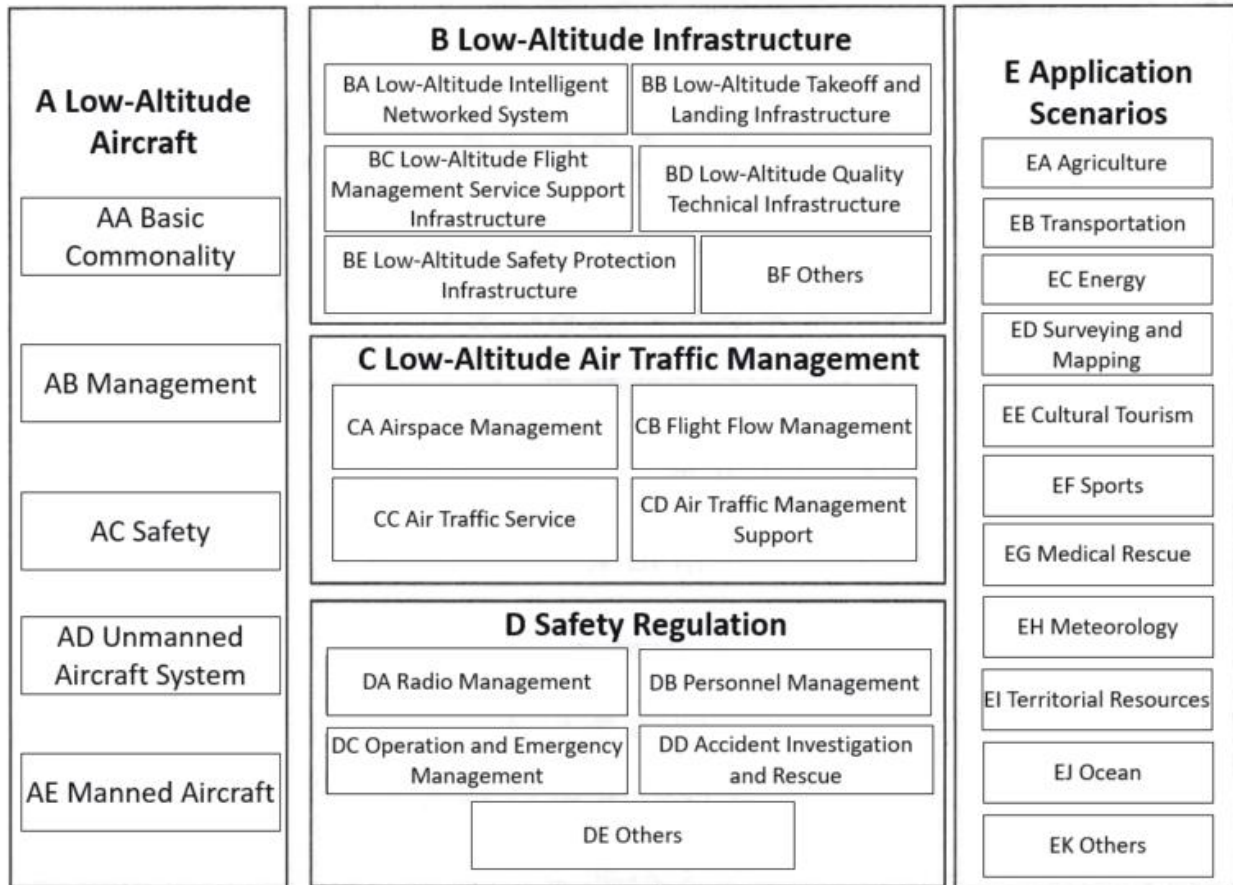 A Low-Altitude
Aircraft
AA Basic
Commonality
AB Management
AC Safety
AD Unmanned
Aircraft System
AE Manned Aircraft
B Low-Altitude Infrastructure
BA Low-Altitude Intelligent
Networked System
BB Low-Altitude Takeoff and
Landing Infrastructure
BC Low-Altitude Flight
Management Service Support
Infrastructure
BD Low-Altitude Quality
Technical Infrastructure
BE Low-Altitude Safety Protection
Infrastructure
BF Others
C Low-Altitude Air Traffic Management
CA Airspace Management
CB Flight Flow Management
CC Air Traffic Service
CD Air Traffic Management
Support
D Safety Regulation
DA Radio Management
DB Personnel Management
DC Operation and Emergency
Management
DD Accident Investigation
and Rescue
DE Others
E Application
Scenarios
EA Agriculture
EB Transportation
EC Energy
ED Surveying and
Mapping
EE Cultural Tourism
EF Sports
EG Medical Rescue
EH Meteorology
EI Territorial Resources
EJ Ocean
EK Others